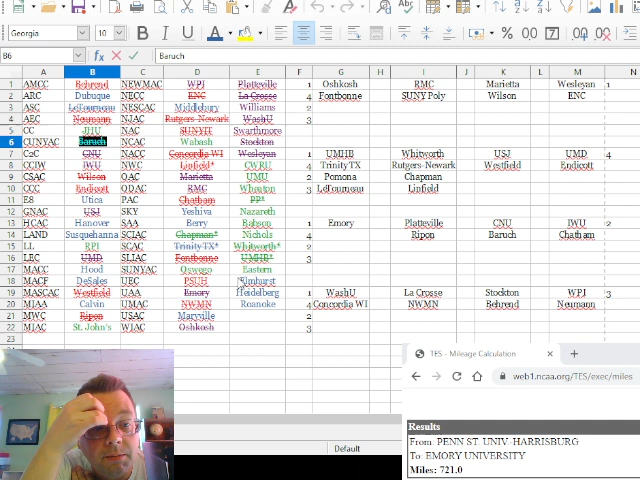 Georgia 10 B I U
B6 Baruch
A B C D E F G H I J K L M N
1 AMCC Behrend NEWMAC WPI Platteville 1 Oshkosh RMC Marietta Wesleyan 1
2 ARC Dubuque NECC ENC La Crosse 4 Fontbonne SUNY Poly Wilson ENC
3 ASC LeTourneau NESCAC Middlebury Williams 2
4 AEC Neumann NJAC Rutgers-Newark WashU 3
5 CC JHU NAC SUNYIT Swarthmore
6 CUNYAC Baruch NCAC Wabash Stockton
7 C2C CNU NACC Concordia WI Wesleyan 1 UMHB Whitworth USJ UMD 4
8 CCIW IWU NWC Linfield* CWRU 4 Trinity TX Rutgers-Newark Westfield Endicott
9 CSAC Wilson OAC Marietta UMU 2 Pomona Chapman
10 CCC Endicott ODAC RMC Wheaton 3 LeTourneau Linfield
11 E8 Utica PAC Chatham PP*
12 GNAC USJ SKY Yeshiva Nazareth
13 HCAC Hanover SAA Berry Babson 1 Emory Platteville CNU IWU 2
14 LAND Susquehanna SCIAC Chapman* Nichols 4 Ripon Baruch Chatham
15 LL RPI SCAC Trinity TX* Whitworth* 2
16 LEC UMD SLIAC Fontbonne UMHB* 3
17 MACC Hood SUNYAC Oswego Eastern
18 MACF DeSales UEC PSUH Elmhurst
19 MASCAC Westfield UAA Emory Heidelberg 1 WashU La Crosse Stockton WPI 3
20 MIAA Calvin UMAC NWMN Roanoke 4 Concordia WI NWMN Behrend Neumann
21 MWC Ripon USAC Maryville 2
22 MIAC St. John's WIAC Oshkosh 3
23
TES - Mileage Calculation
web1.ncaa.org/TES/exec/miles
Results
From: PENN ST. UNIV.-HARRISBURG
To: EMORY UNIVERSITY
Miles: 721.0
Default